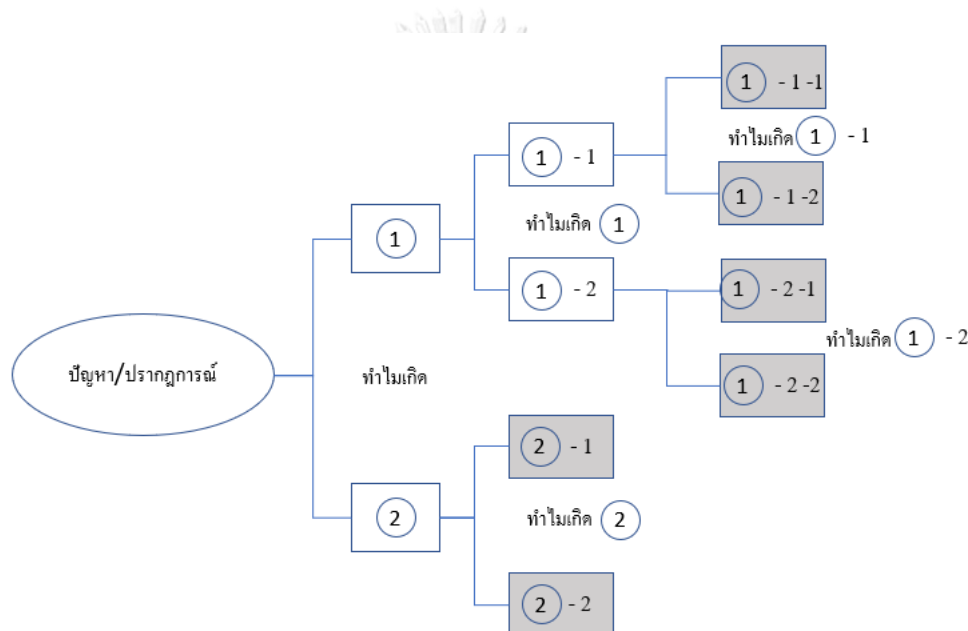 ① - 1 -1
ทำไมเกิด ① - 1
① - 1 -2
① - 1
ทำไมเกิด ①
① - 2
① - 2 -1
ทำไมเกิด ① - 2
① - 2 -2
①
ปัญหา/ปรากฎการณ์
ทำไมเกิด
②
② - 1
ทำไมเกิด ②
② - 2